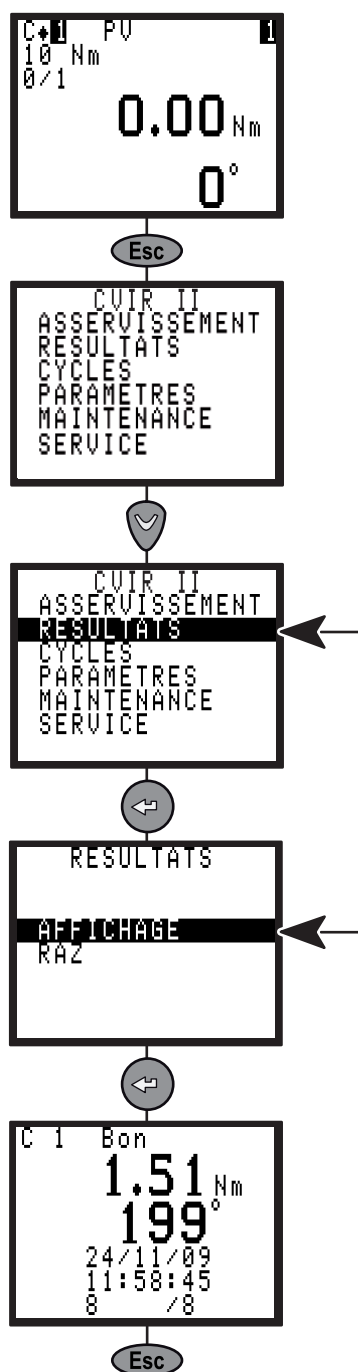 C♦1 PV 1
10 Nm
0/1
0.00 Nm
0°
Esc
CVIR II
ASSERVISSEMENT
RESULTATS
CYCLES
PARAMETRES
MAINTENANCE
SERVICE
CVIR II
ASSERVISSEMENT
RESULTATS
CYCLES
PARAMETRES
MAINTENANCE
SERVICE
RESULTATS
AFFICHAGE
RAZ
C 1 Bon
1.51 Nm
199°
24/11/09
11:58:45
8 /8
Esc